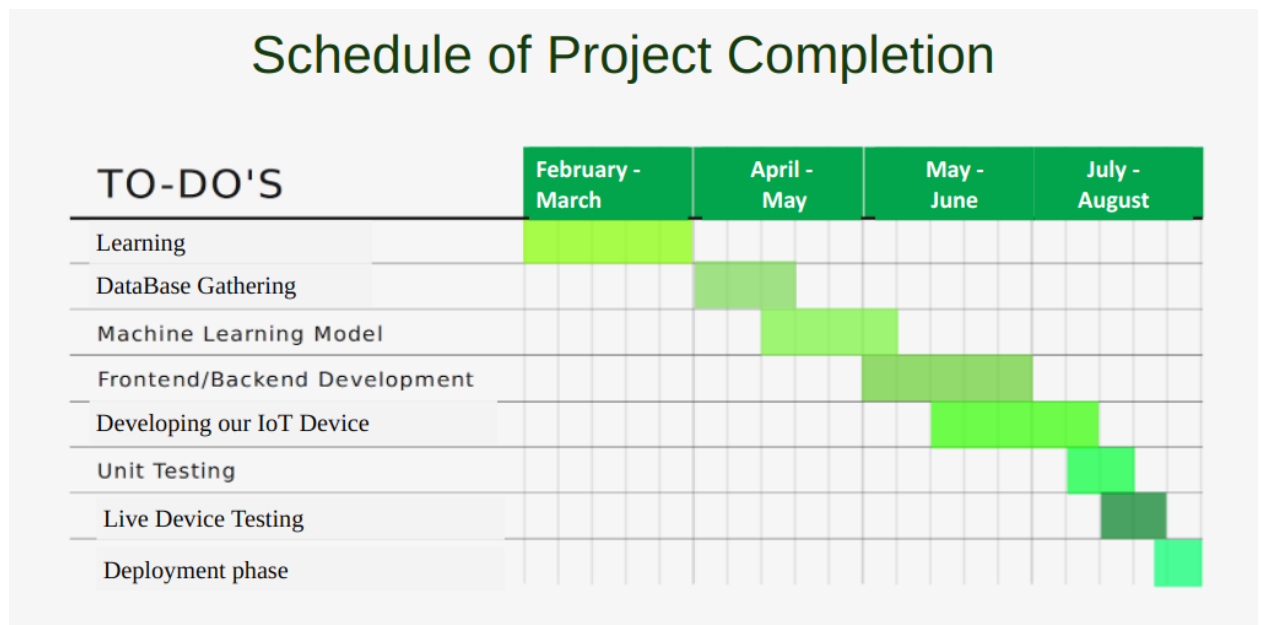 Schedule of Project Completion
TO-DO'S
February -
March
April -
May
May -
June
July -
August
Learning
DataBase Gathering
Machine Learning Model
Frontend/Backend Development
Developing our IoT Device
Unit Testing
Live Device Testing
Deployment phase